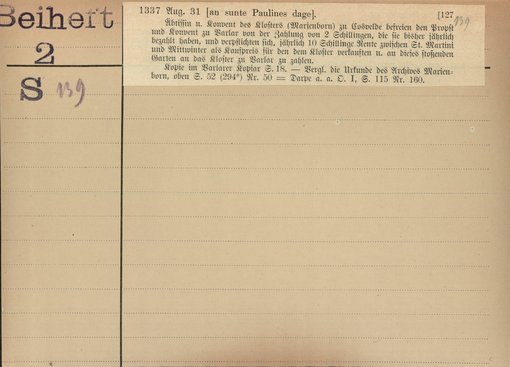 Beiheft
2
S 139
1337 Aug. 31 [an sunte Paulines dage]. [127
139
Äbtissin u. Konvent des Klosters (Marienborn) zu Cosvelde befreien den Propst
und Konvent zu Varlar von der Zahlung von 2 Schillingen, die sie bisher jährlich
bezahlt haben, und verpflichten sich, jährlich 10 Schillinge Rente zwischen St. Martini
und Mittwinter als Kaufpreis für den dem Kloster verkauften u. an dieses stoßenden
Garten an das Kloster zu Varlar zu zahlen.
Kopie im Varlarer Kopiar S. 18. — Vergl. die Urkunde des Archives Marien-
born, oben S. 52 (294*) Nr. 50 = Darpe a. a. O. I, S. 115 Nr. 160.